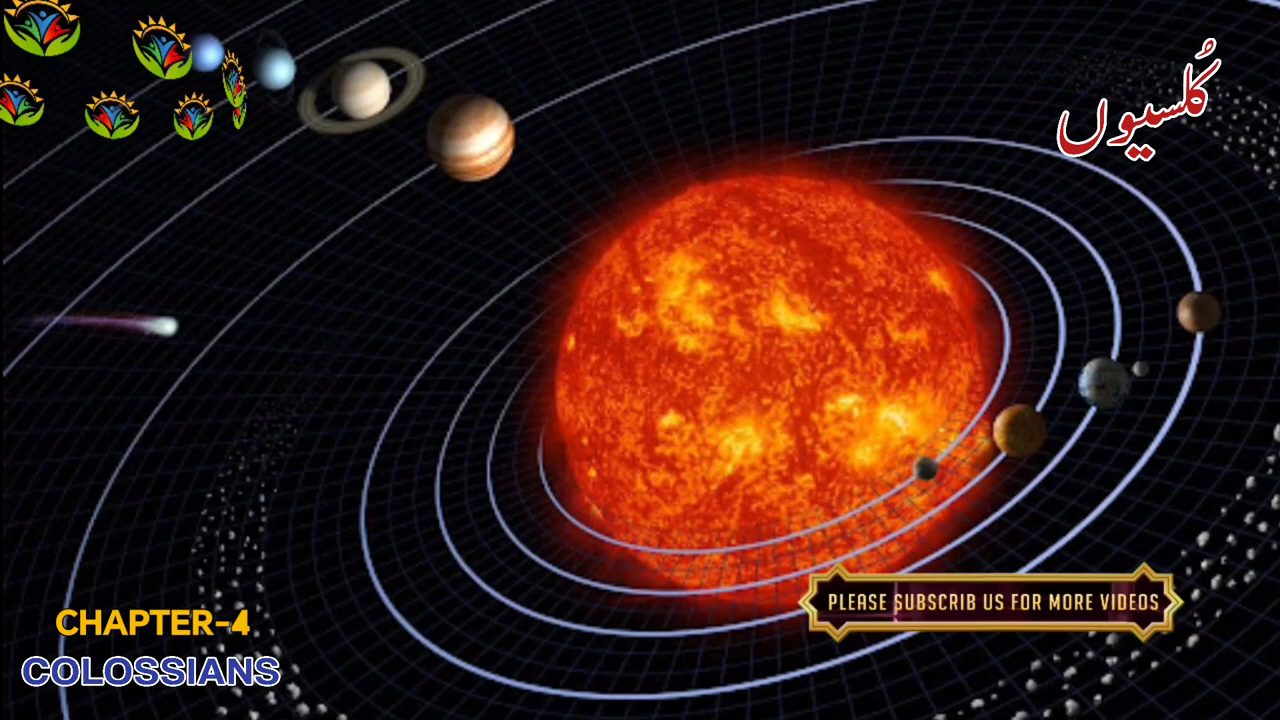 کُلسیوں
PLEASE SUBSCRIB US FOR MORE VIDEOS
CHAPTER-4
COLOSSIANS